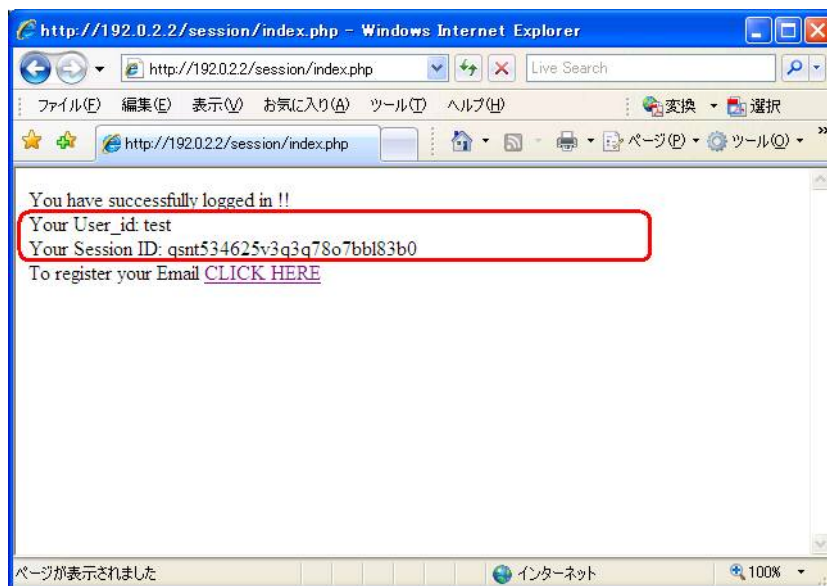 http://192.0.2.2/session/index.php - Windows Internet Explorer
http://192.0.2.2/session/index.php
Live Search
ファイル(F) 編集(E) 表示(V) お気に入り(A) ツール(T) ヘルプ(H) 変換 選択
http://192.0.2.2/session/index.php ページ(P) ツール(O) »
You have successfully logged in !!
Your User_id: test
Your Session ID: qsnt534625v3q3q78o7bbl83b0
To register your Email CLICK HERE
ページが表示されました インターネット 100%